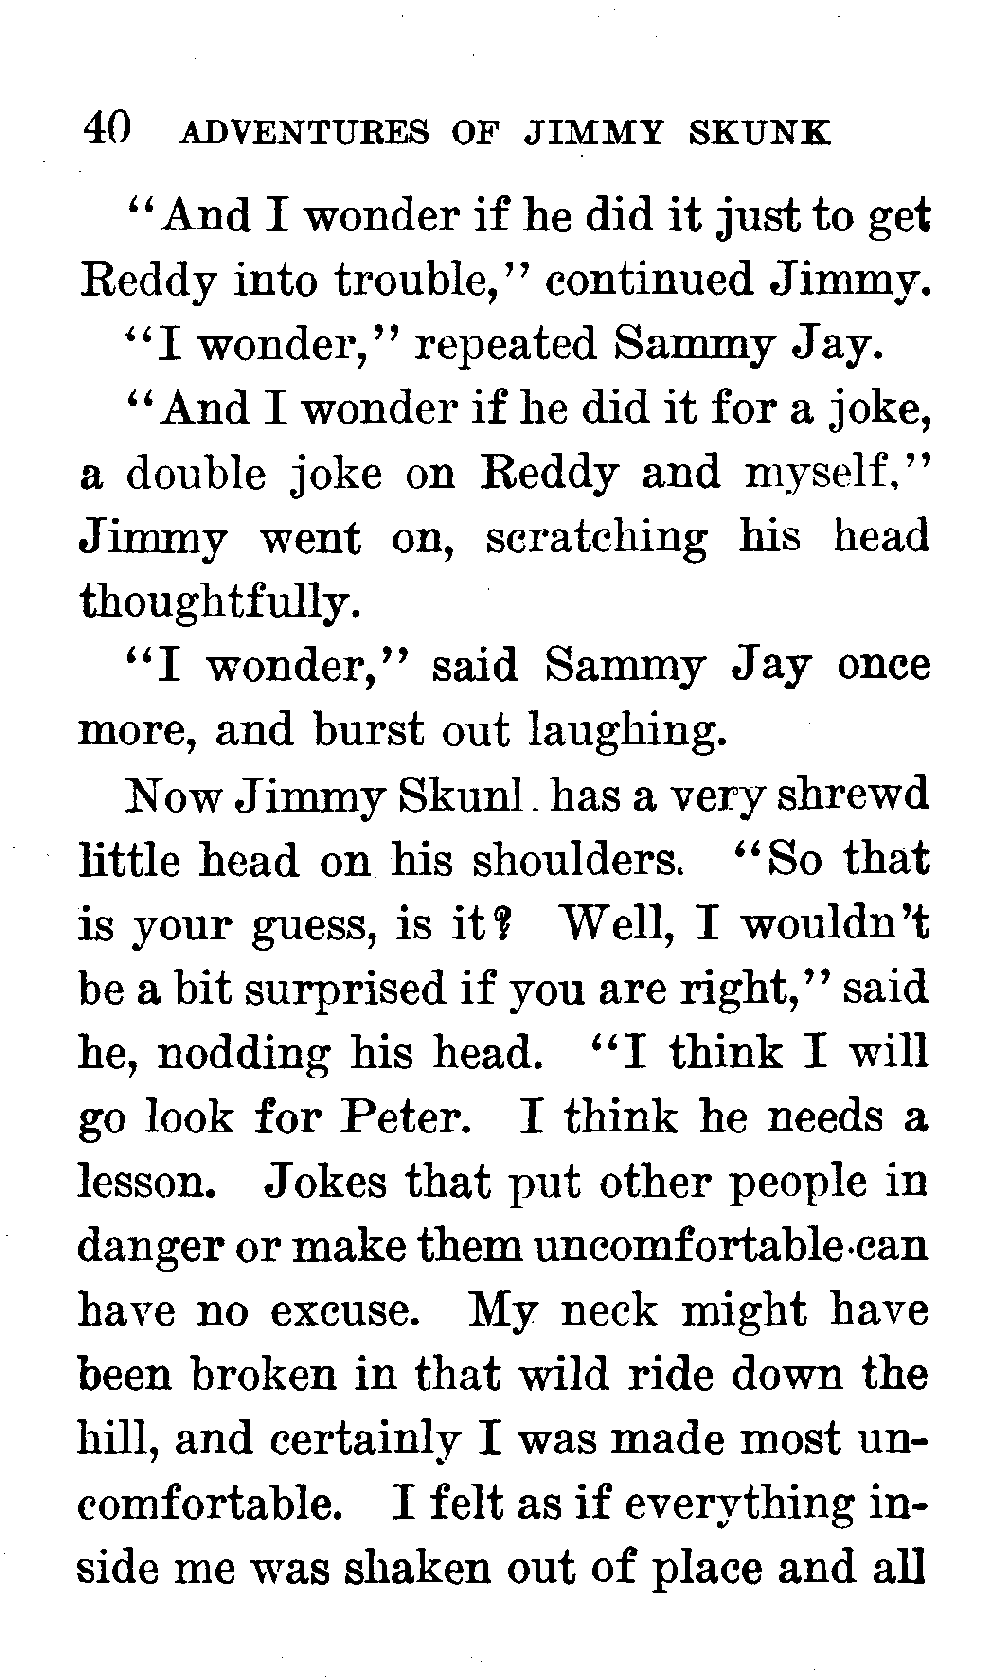 40 ADVENTURES OF JIMMY SKUNK
"And I wonder if he did it just to get
Reddy into trouble," continued Jimmy.
"I wonder," repeated Sammy Jay.
"And I wonder if he did it for a joke,
a double joke on Reddy and myself,"
Jimmy went on, scratching his head
thoughtfully.
"I wonder," said Sammy Jay once
more, and burst out laughing.
Now Jimmy Skunk has a very shrewd
little head on his shoulders. "So that
is your guess, is it? Well, I wouldn't
be a bit surprised if you are right," said
he, nodding his head. "I think I will
go look for Peter. I think he needs a
lesson. Jokes that put other people in
danger or make them uncomfortable can
have no excuse. My neck might have
been broken in that wild ride down the
hill, and certainly I was made most un-
comfortable. I felt as if everything in-
side me was shaken out of place and all